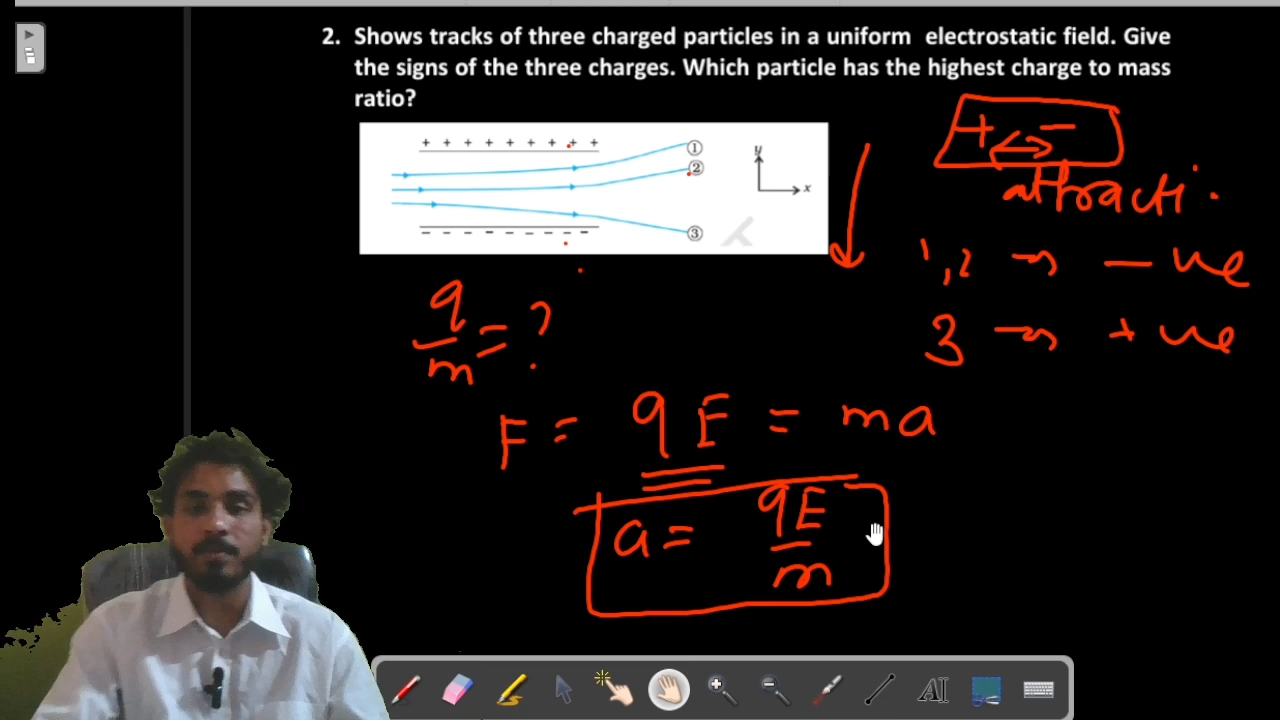 2. Shows tracks of three charged particles in a uniform electrostatic field. Give
the signs of the three charges. Which particle has the highest charge to mass
ratio?
+ + + + + + + + +
①
②
③
y
x
− − − − − − − − −
+ −
attracti.
1,2 → − ve
3 → + ve
q/m = ?
F = qE = ma
a = qE/m
AI